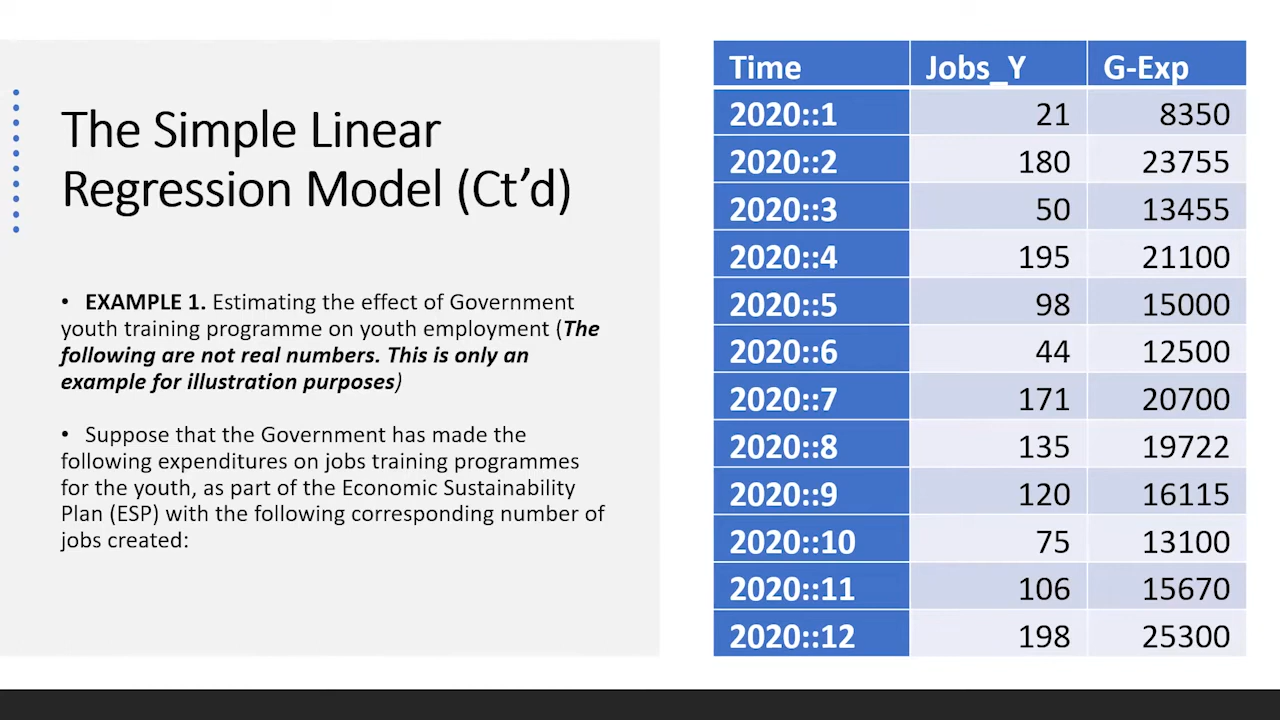 The Simple Linear
Regression Model (Ct’d)
• EXAMPLE 1. Estimating the effect of Government
youth training programme on youth employment (The
following are not real numbers. This is only an
example for illustration purposes)
• Suppose that the Government has made the
following expenditures on jobs training programmes
for the youth, as part of the Economic Sustainability
Plan (ESP) with the following corresponding number of
jobs created:
Time Jobs_Y G-Exp
2020::1 21 8350
2020::2 180 23755
2020::3 50 13455
2020::4 195 21100
2020::5 98 15000
2020::6 44 12500
2020::7 171 20700
2020::8 135 19722
2020::9 120 16115
2020::10 75 13100
2020::11 106 15670
2020::12 198 25300